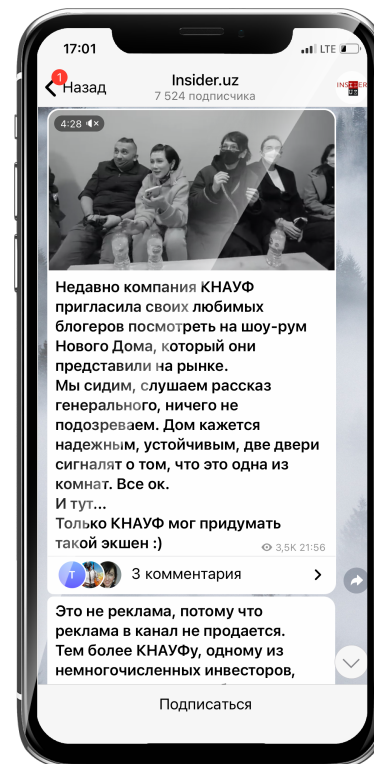 17:01
LTE
1
Назад
Insider.uz
7 524 подписчика
INSIDER
UZ
4:28
Недавно компания КНАУФ
пригласила своих любимых
блогеров посмотреть на шоу-рум
Нового Дома, который они
представили на рынке.
Мы сидим, слушаем рассказ
генерального, ничего не
подозреваем. Дом кажется
надежным, устойчивым, две двери
сигналят о том, что это одна из
комнат. Все ок.
И тут...
Только КНАУФ мог придумать
такой экшен :)
3,5K 21:56
Т
3 комментария
Это не реклама, потому что
реклама в канал не продается.
Тем более КНАУФу, одному из
немногочисленных инвесторов,
Подписаться